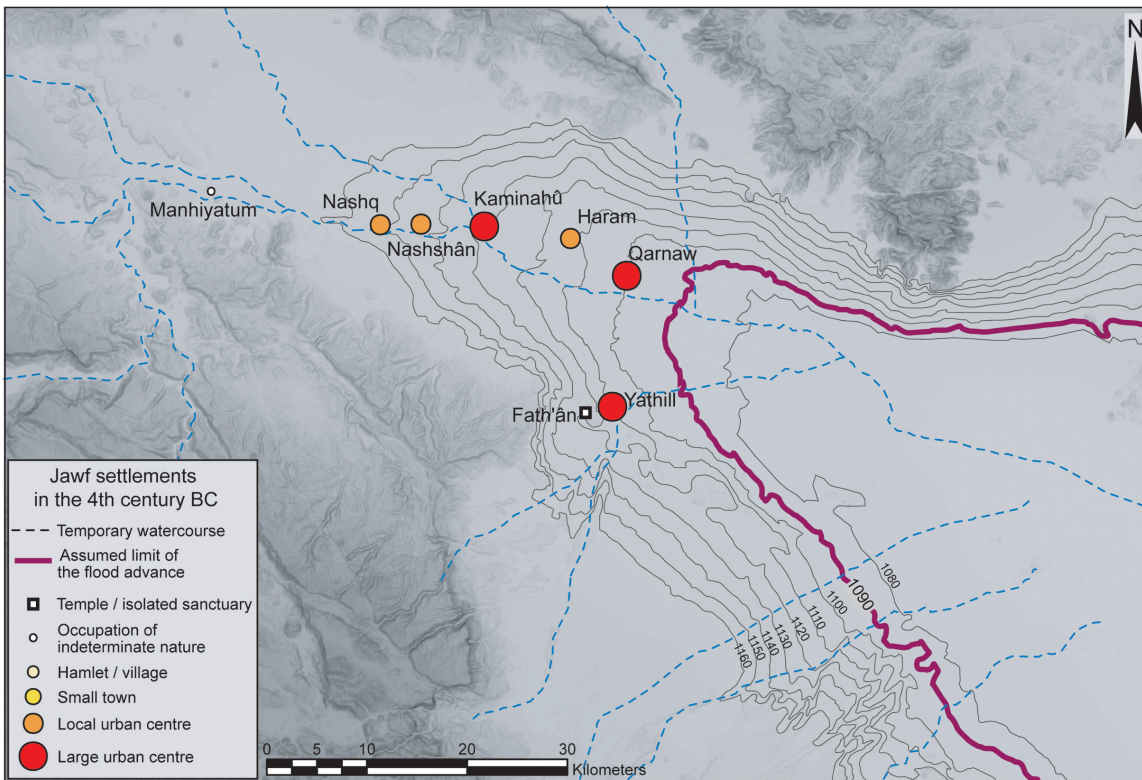 N
Manhiyatum
Nashq
Nashshân
Kaminahû
Haram
Qarnaw
Fath'ân
Yathill
1080
1090
1100
1110
1120
1130
1140
1150
1160
Jawf settlements
in the 4th century BC
Temporary watercourse
Assumed limit of
the flood advance
Temple / isolated sanctuary
Occupation of
indeterminate nature
Hamlet / village
Small town
Local urban centre
Large urban centre
0 5 10 20 30
Kilometers